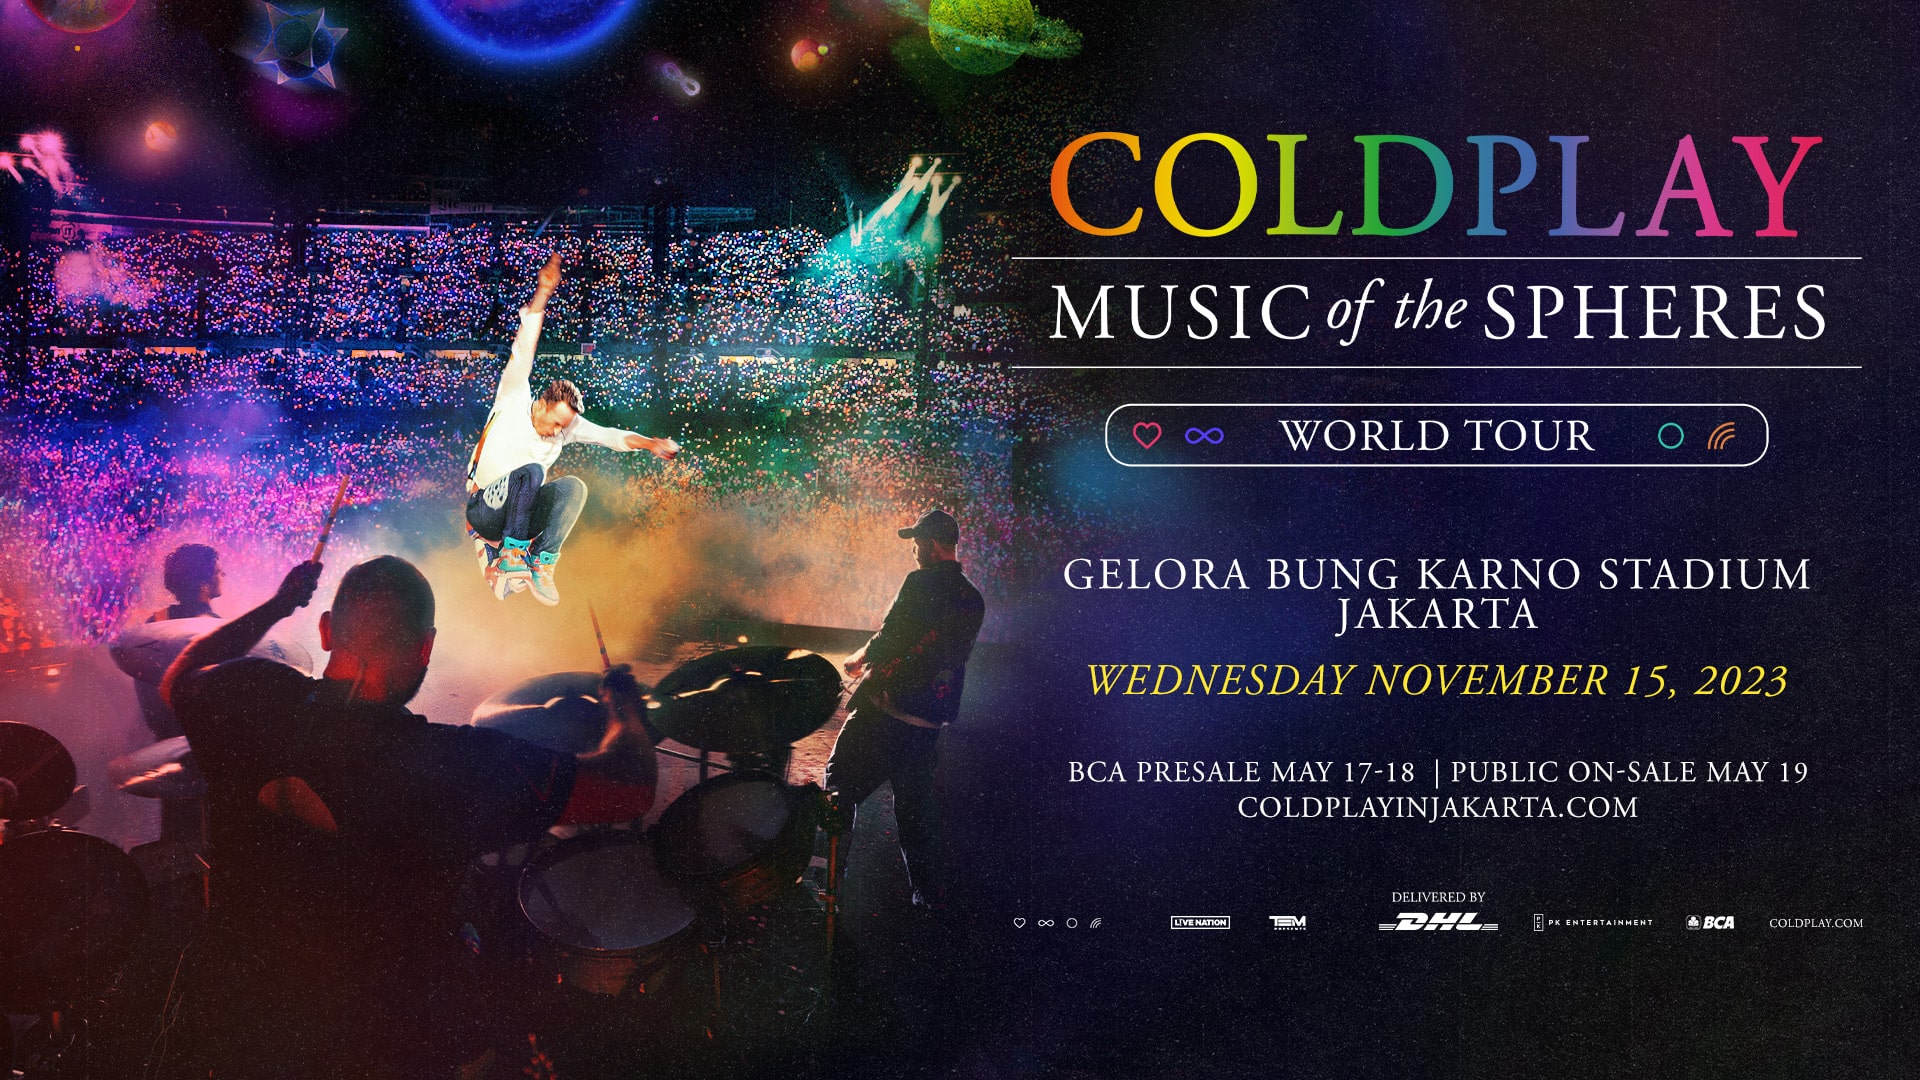 COLDPLAY
MUSIC of the SPHERES
WORLD TOUR
GELORA BUNG KARNO STADIUM
JAKARTA
WEDNESDAY NOVEMBER 15, 2023
BCA PRESALE MAY 17-18 | PUBLIC ON-SALE MAY 19
COLDPLAYINJAKARTA.COM
DELIVERED BY
LIVE NATION
TEM
PRESENTS
DHL
PK ENTERTAINMENT
BCA
COLDPLAY.COM